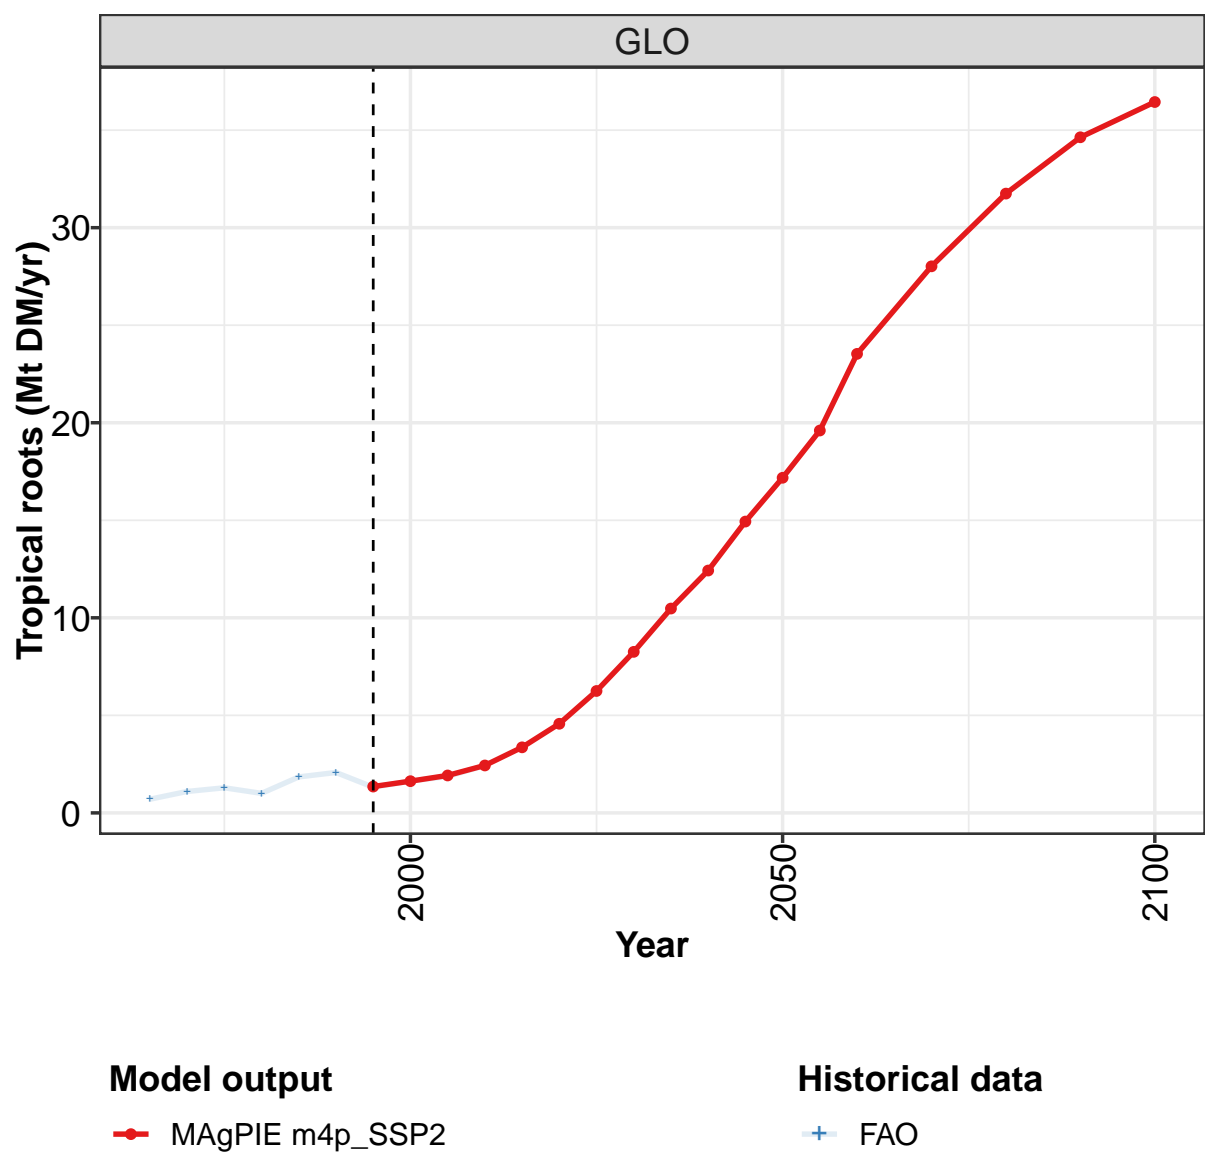 GLO
Tropical roots (Mt DM/yr)
30
20
10
0
2000
2050
2100
Year
Model output
MAgPIE m4p_SSP2
Historical data
FAO